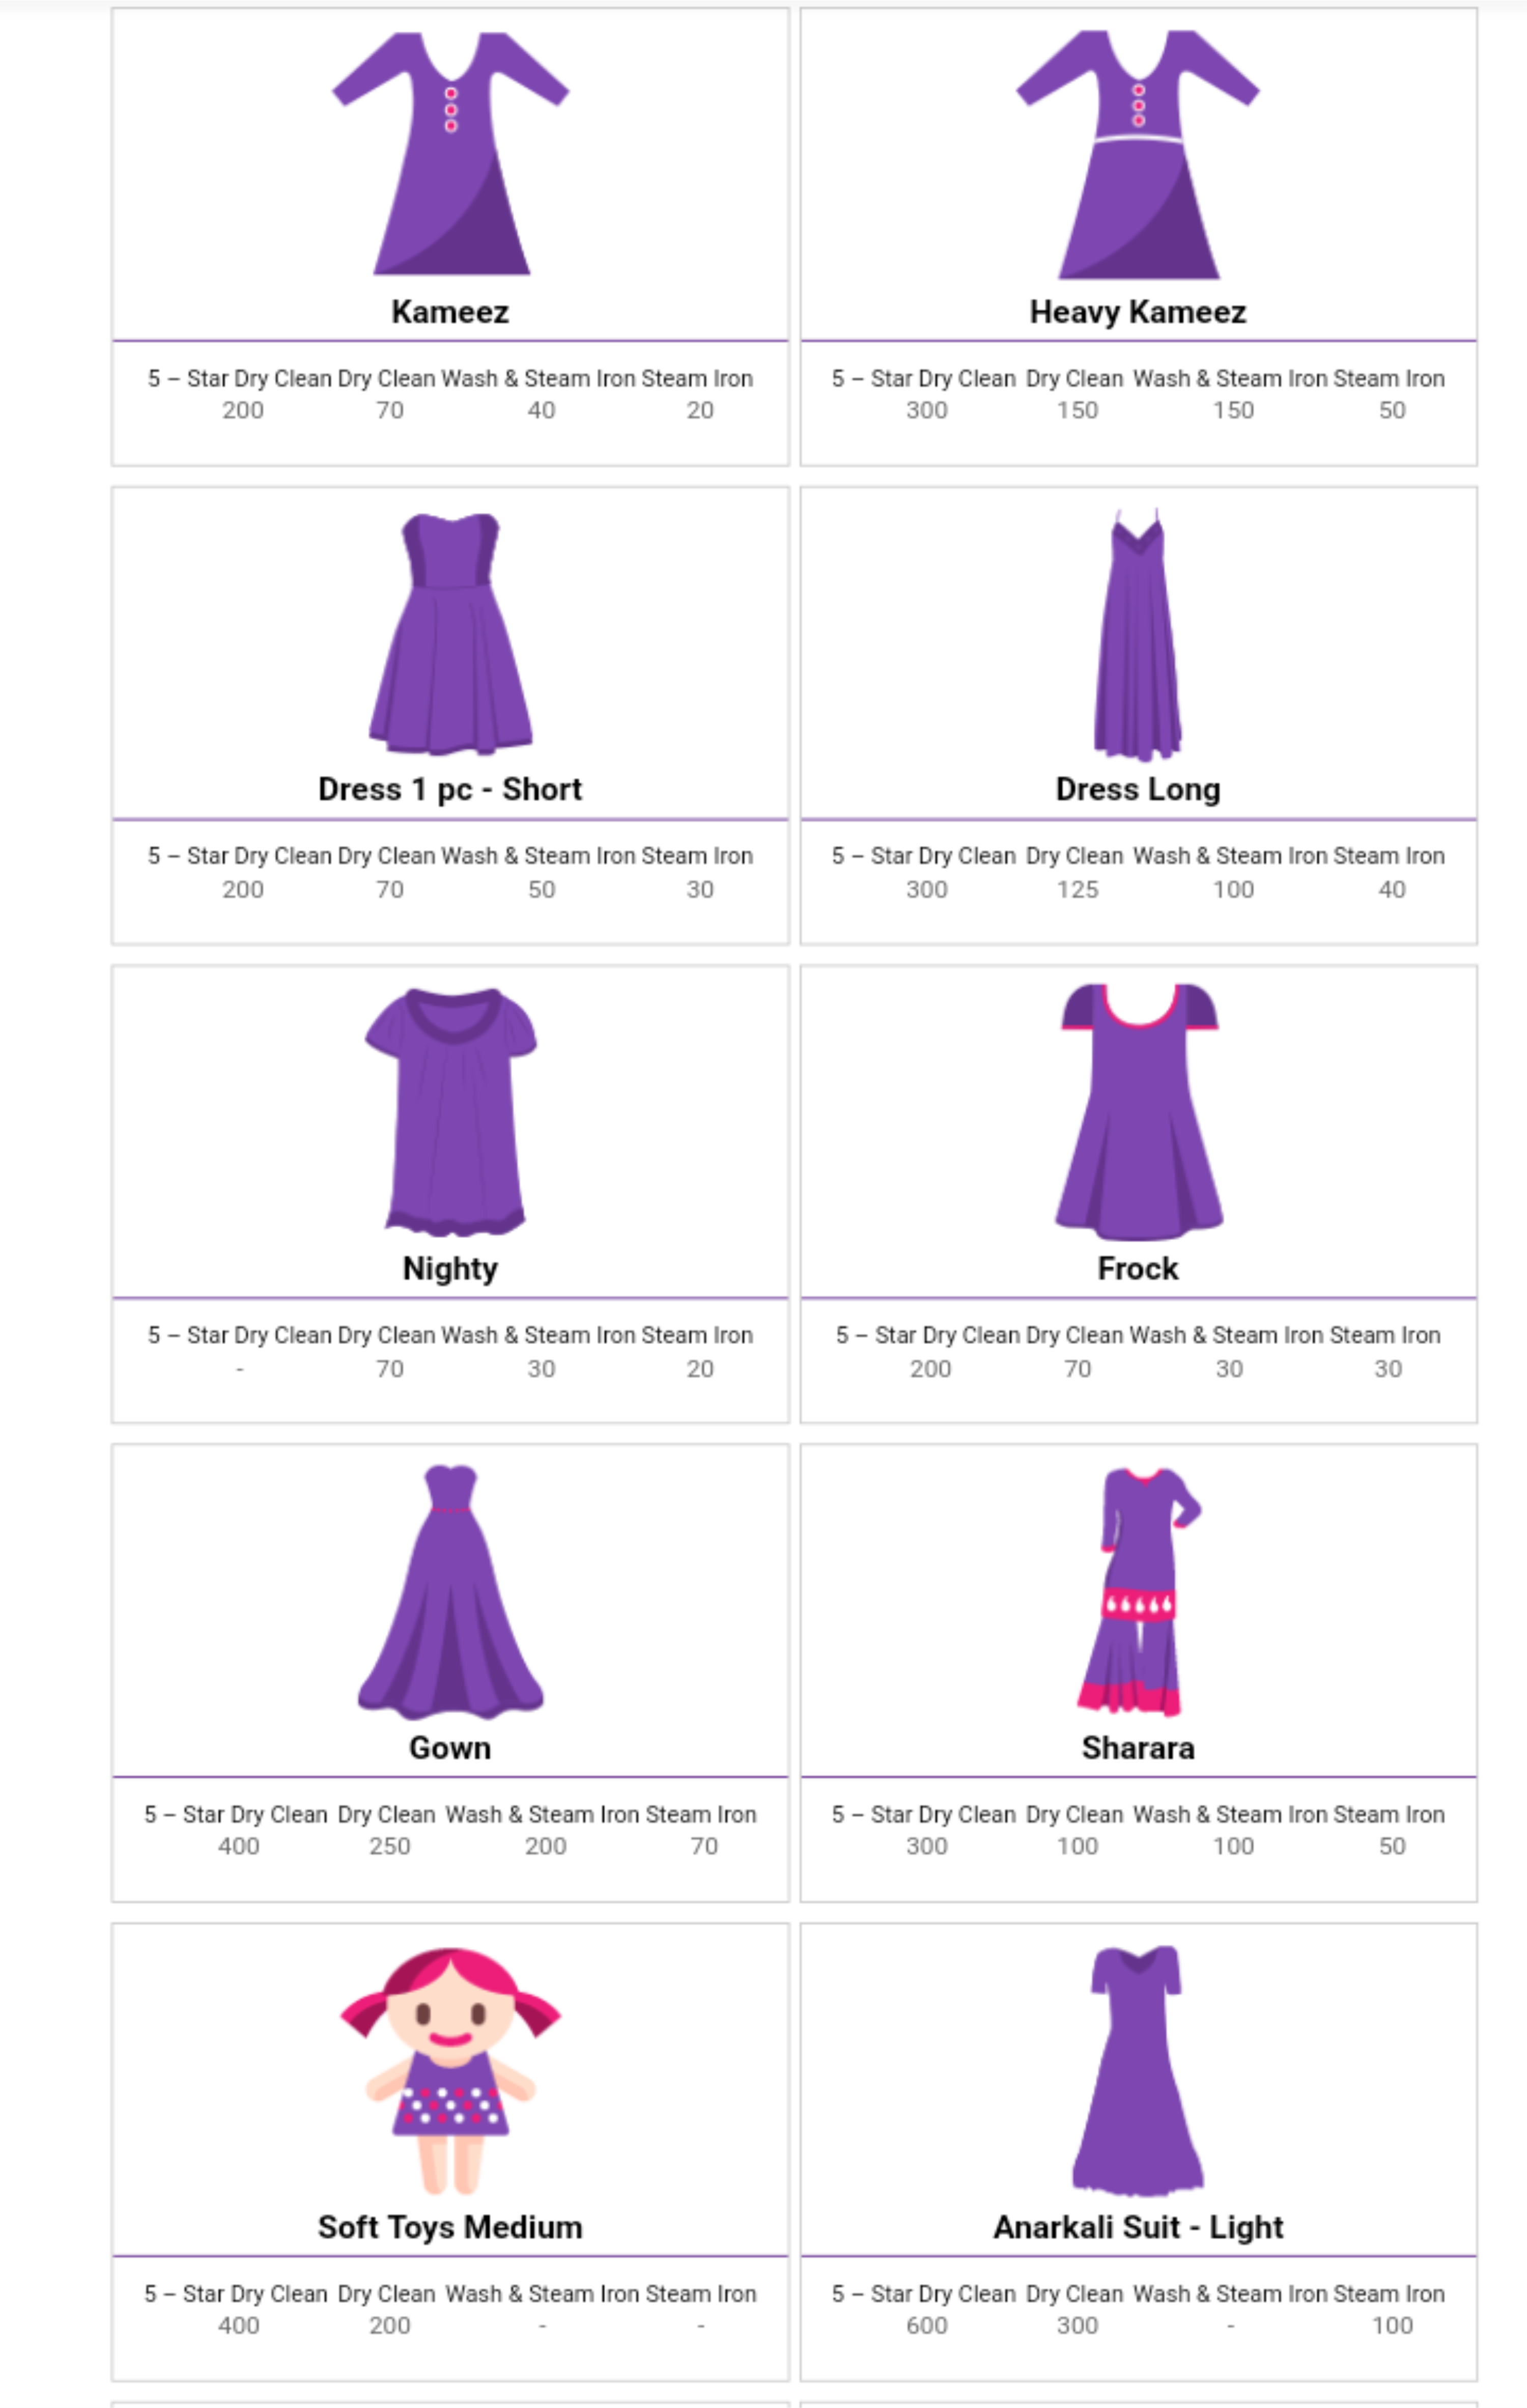 Kameez
5 – Star Dry Clean Dry Clean Wash & Steam Iron Steam Iron
200 70 40 20
Heavy Kameez
5 – Star Dry Clean Dry Clean Wash & Steam Iron Steam Iron
300 150 150 50
Dress 1 pc - Short
5 – Star Dry Clean Dry Clean Wash & Steam Iron Steam Iron
200 70 50 30
Dress Long
5 – Star Dry Clean Dry Clean Wash & Steam Iron Steam Iron
300 125 100 40
Nighty
5 – Star Dry Clean Dry Clean Wash & Steam Iron Steam Iron
- 70 30 20
Frock
5 – Star Dry Clean Dry Clean Wash & Steam Iron Steam Iron
200 70 30 30
Gown
5 – Star Dry Clean Dry Clean Wash & Steam Iron Steam Iron
400 250 200 70
Sharara
5 – Star Dry Clean Dry Clean Wash & Steam Iron Steam Iron
300 100 100 50
Soft Toys Medium
5 – Star Dry Clean Dry Clean Wash & Steam Iron Steam Iron
400 200 - -
Anarkali Suit - Light
5 – Star Dry Clean Dry Clean Wash & Steam Iron Steam Iron
600 300 - 100